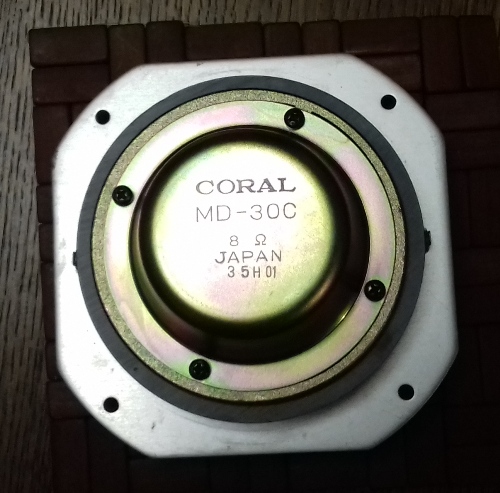 CORAL
MD-30C
8 Ω
JAPAN
35H01